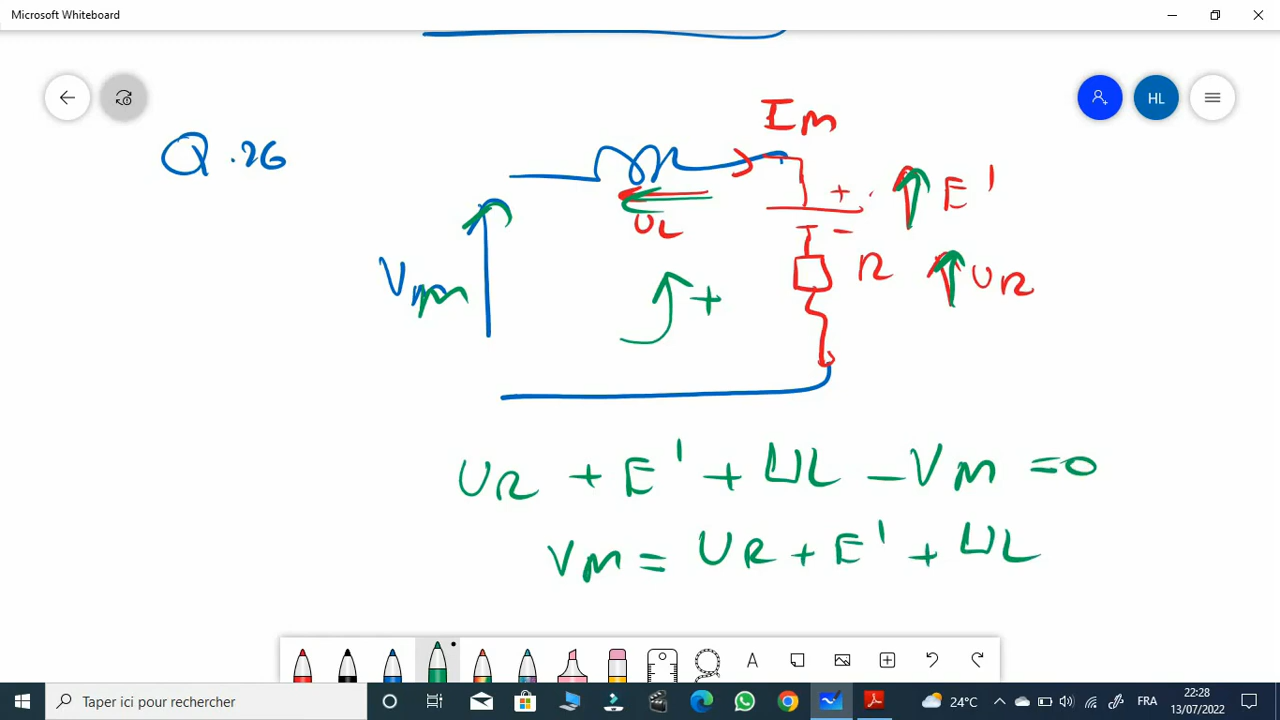 Microsoft Whiteboard
HL
Q.26
Im
+
E'
-
UL
Vm
+
R
UR
UR + E' + UL - VM = 0
VM = UR + E' + UL
A
Taper ici pour rechercher
24°C
FRA
22:28
13/07/2022